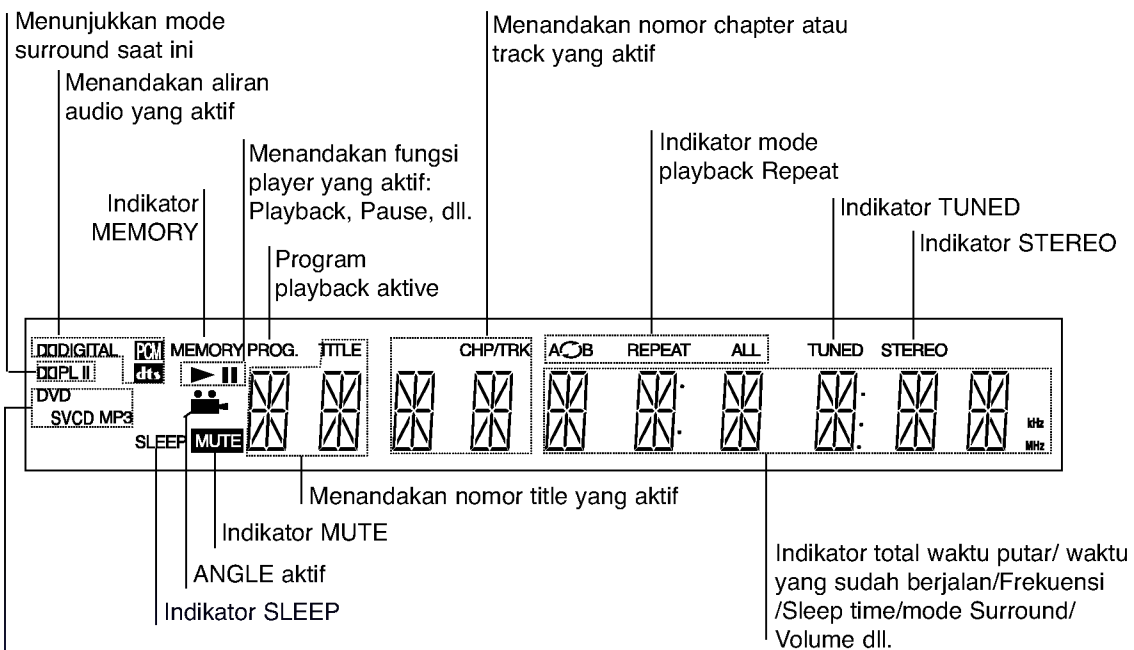 Menunjukkan mode
surround saat ini
Menandakan aliran
audio yang aktif
Menandakan fungsi
player yang aktif:
Playback, Pause, dll.
Indikator
MEMORY
Program
playback aktive
Menandakan nomor chapter atau
track yang aktif
Indikator mode
playback Repeat
Indikator TUNED
Indikator STEREO
DIGITAL PCM MEMORY PROG. TITLE CHP/TRK A B REPEAT ALL TUNED STEREO
PL II dts
DVD
SVCD MP3
SLEEP MUTE
kHz
MHz
Menandakan nomor title yang aktif
Indikator MUTE
ANGLE aktif
Indikator SLEEP
Indikator total waktu putar/ waktu
yang sudah berjalan/Frekuensi
/Sleep time/mode Surround/
Volume dll.